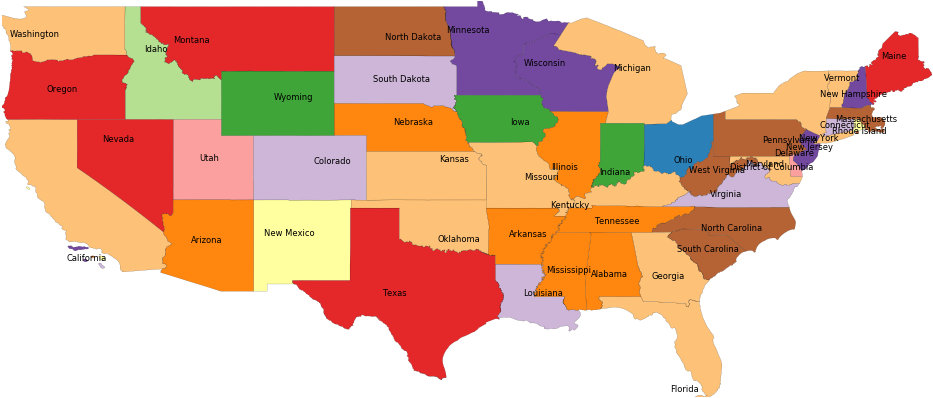 Washington
Idaho
Montana
North Dakota
Minnesota
Wisconsin
Michigan
Vermont
Maine
Oregon
Wyoming
South Dakota
New Hampshire
Nevada
Nebraska
Iowa
Massachusetts
Connecticut
Rhode Island
Utah
Colorado
Kansas
Missouri
Illinois
Indiana
Ohio
Pennsylvania
New York
New Jersey
Delaware
Maryland
District of Columbia
West Virginia
Virginia
Kentucky
California
Arizona
New Mexico
Oklahoma
Arkansas
Tennessee
North Carolina
South Carolina
Texas
Louisiana
Mississippi
Alabama
Georgia
Florida